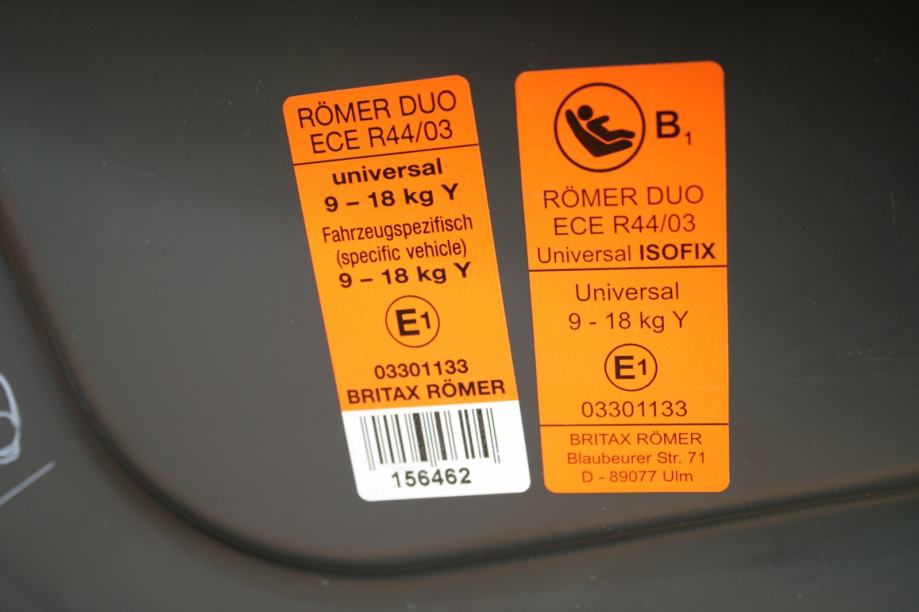 RÖMER DUO
ECE R44/03
universal
9 – 18 kg Y
Fahrzeugspezifisch
(specific vehicle)
9 – 18 kg Y
E1
03301133
BRITAX RÖMER
156462
B1
RÖMER DUO
ECE R44/03
Universal ISOFIX
Universal
9 - 18 kg Y
E1
03301133
BRITAX RÖMER
Blaubeurer Str. 71
D - 89077 Ulm